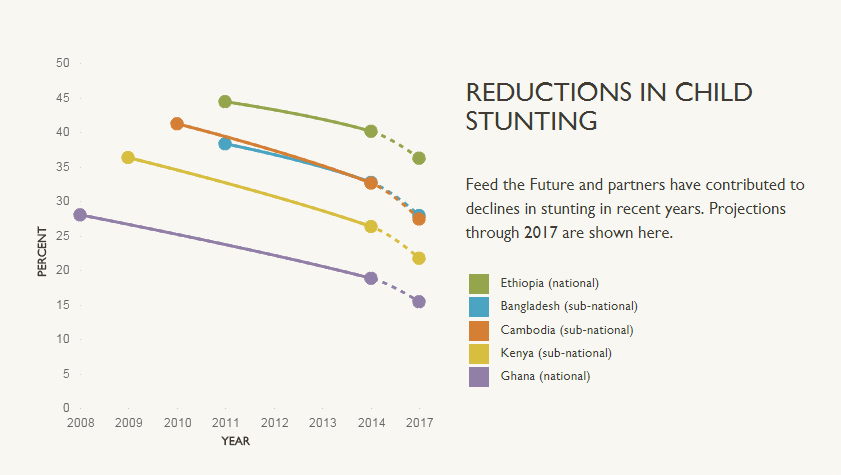 50
45
40
35
30
25
20
15
10
5
0
PERCENT
2008 2009 2010 2011 2012 2013 2014 2017
YEAR
REDUCTIONS IN CHILD
STUNTING
Feed the Future and partners have contributed to
declines in stunting in recent years. Projections
through 2017 are shown here.
Ethiopia (national)
Bangladesh (sub-national)
Cambodia (sub-national)
Kenya (sub-national)
Ghana (national)